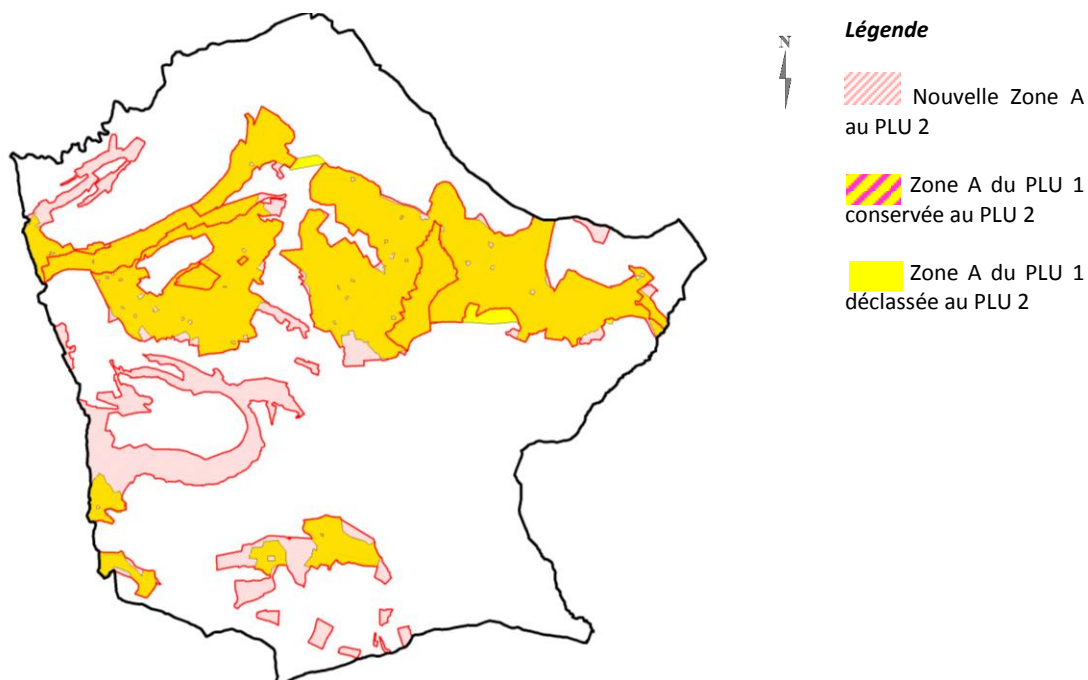 N
Légende
Nouvelle Zone A
au PLU 2
Zone A du PLU 1
conservée au PLU 2
Zone A du PLU 1
déclassée au PLU 2